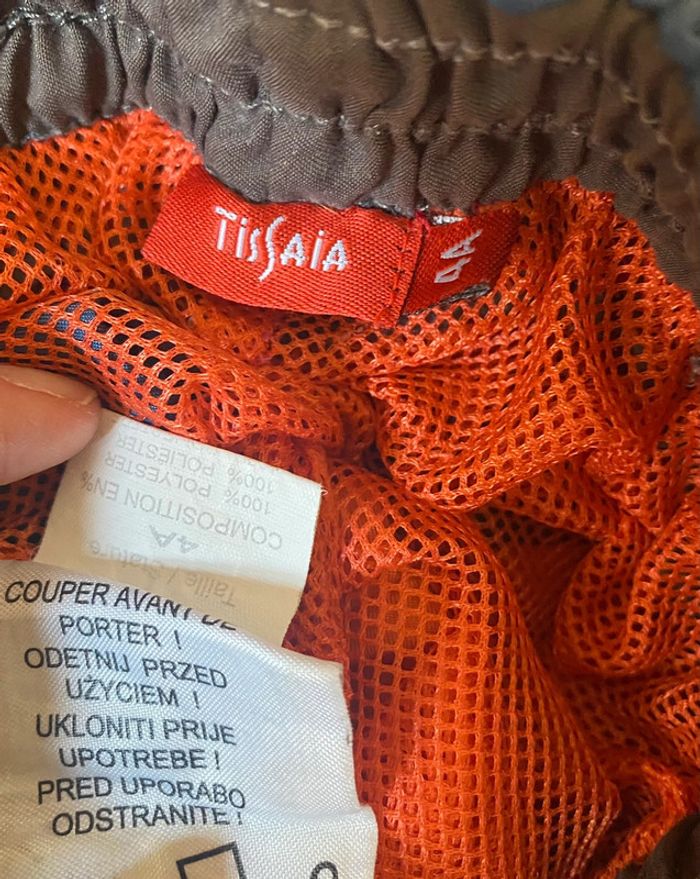 TissAia
4A
Taille / Stature
4A
COMPOSITION EN%
100% POLYESTER
100% POLIESTER
COUPER AVANT DE
PORTER !
ODETNIJ PRZED
UŻYCIEM !
UKLONITI PRIJE
UPOTREBE !
PRED UPORABO
ODSTRANITE !